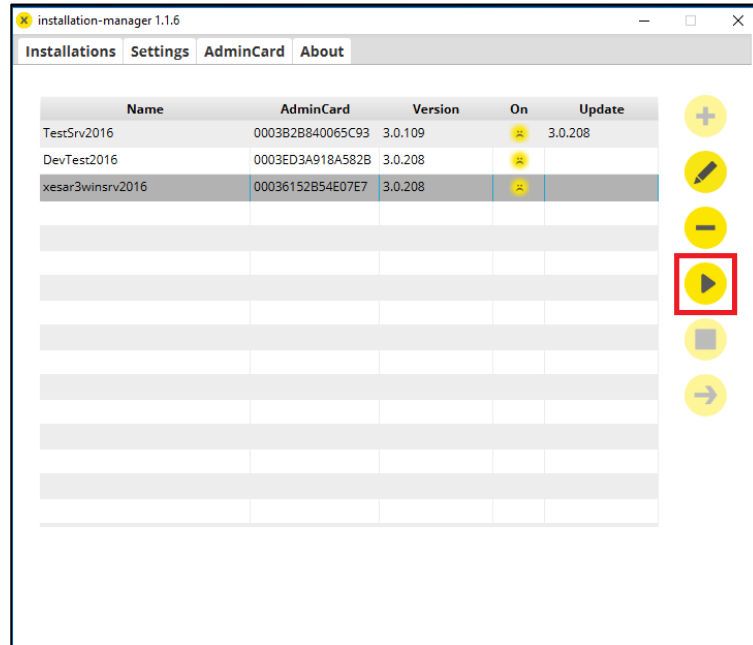 installation-manager 1.1.6
Installations Settings AdminCard About
Name AdminCard Version On Update
TestSrv2016 0003B2B840065C93 3.0.109 3.0.208
DevTest2016 0003ED3A918A582B 3.0.208
xesar3winsrv2016 00036152B54E07E7 3.0.208